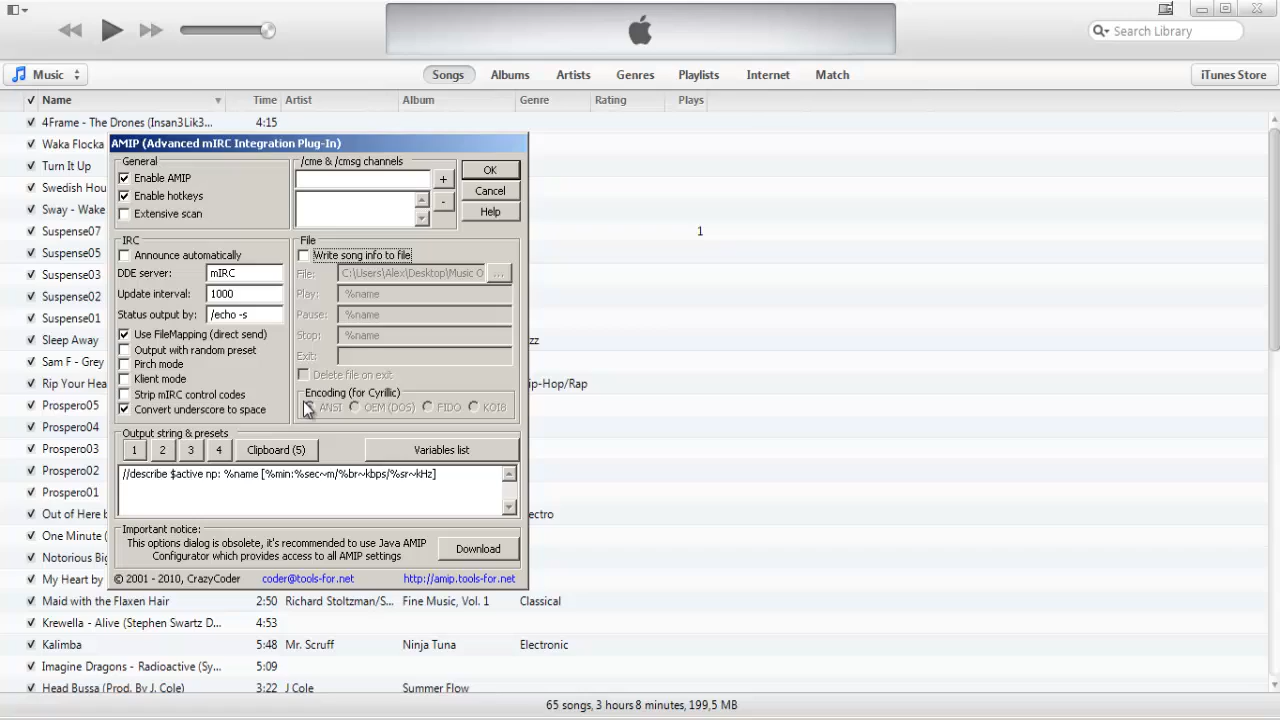 Search Library
Music
Songs
Albums
Artists
Genres
Playlists
Internet
Match
iTunes Store
Name
Time
Artist
Album
Genre
Rating
Plays
4Frame - The Drones (Insan3Lik3... 4:15
Waka Flocka
Turn It Up
Swedish Hou
Sway - Wake
Suspense07 1
Suspense05
Suspense03
Suspense02
Suspense01
Sleep Away zz
Sam F - Grey
Rip Your Hea ip-Hop/Rap
Prospero05
Prospero04
Prospero03
Prospero02
Prospero01
Out of Here b ectro
One Minute (
Notorious Big
My Heart by
Maid with the Flaxen Hair 2:50 Richard Stoltzman/S... Fine Music, Vol. 1 Classical
Krewella - Alive (Stephen Swartz D... 4:53
Kalimba 5:48 Mr. Scruff Ninja Tuna Electronic
Imagine Dragons - Radioactive (Sy... 5:09
Head Bussa (Prod. By J. Cole) 3:22 J Cole Summer Flow
65 songs, 3 hours 8 minutes, 199,5 MB
AMIP (Advanced mIRC Integration Plug-In)
General
Enable AMIP
Enable hotkeys
Extensive scan
/cme & /cmsg channels
+
-
OK
Cancel
Help
IRC
Announce automatically
DDE server: mIRC
Update interval: 1000
Status output by: /echo -s
Use FileMapping (direct send)
Output with random preset
Pirch mode
Klient mode
Strip mIRC control codes
Convert underscore to space
File
Write song info to file
File: C:\Users\Alex\Desktop\Music O ...
Play: %name
Pause: %name
Stop: %name
Exit:
Delete file on exit
Encoding (for Cyrillic)
ANSI OEM (DOS) FIDO KOI8
Output string & presets
1 2 3 4 Clipboard (5) Variables list
//describe $active np: %name [%min:%sec~m/%br~kbps/%sr~kHz]
Important notice:
This options dialog is obsolete, it's recommended to use Java AMIP
Configurator which provides access to all AMIP settings
Download
© 2001 - 2010, CrazyCoder coder@tools-for.net http://amip.tools-for.net